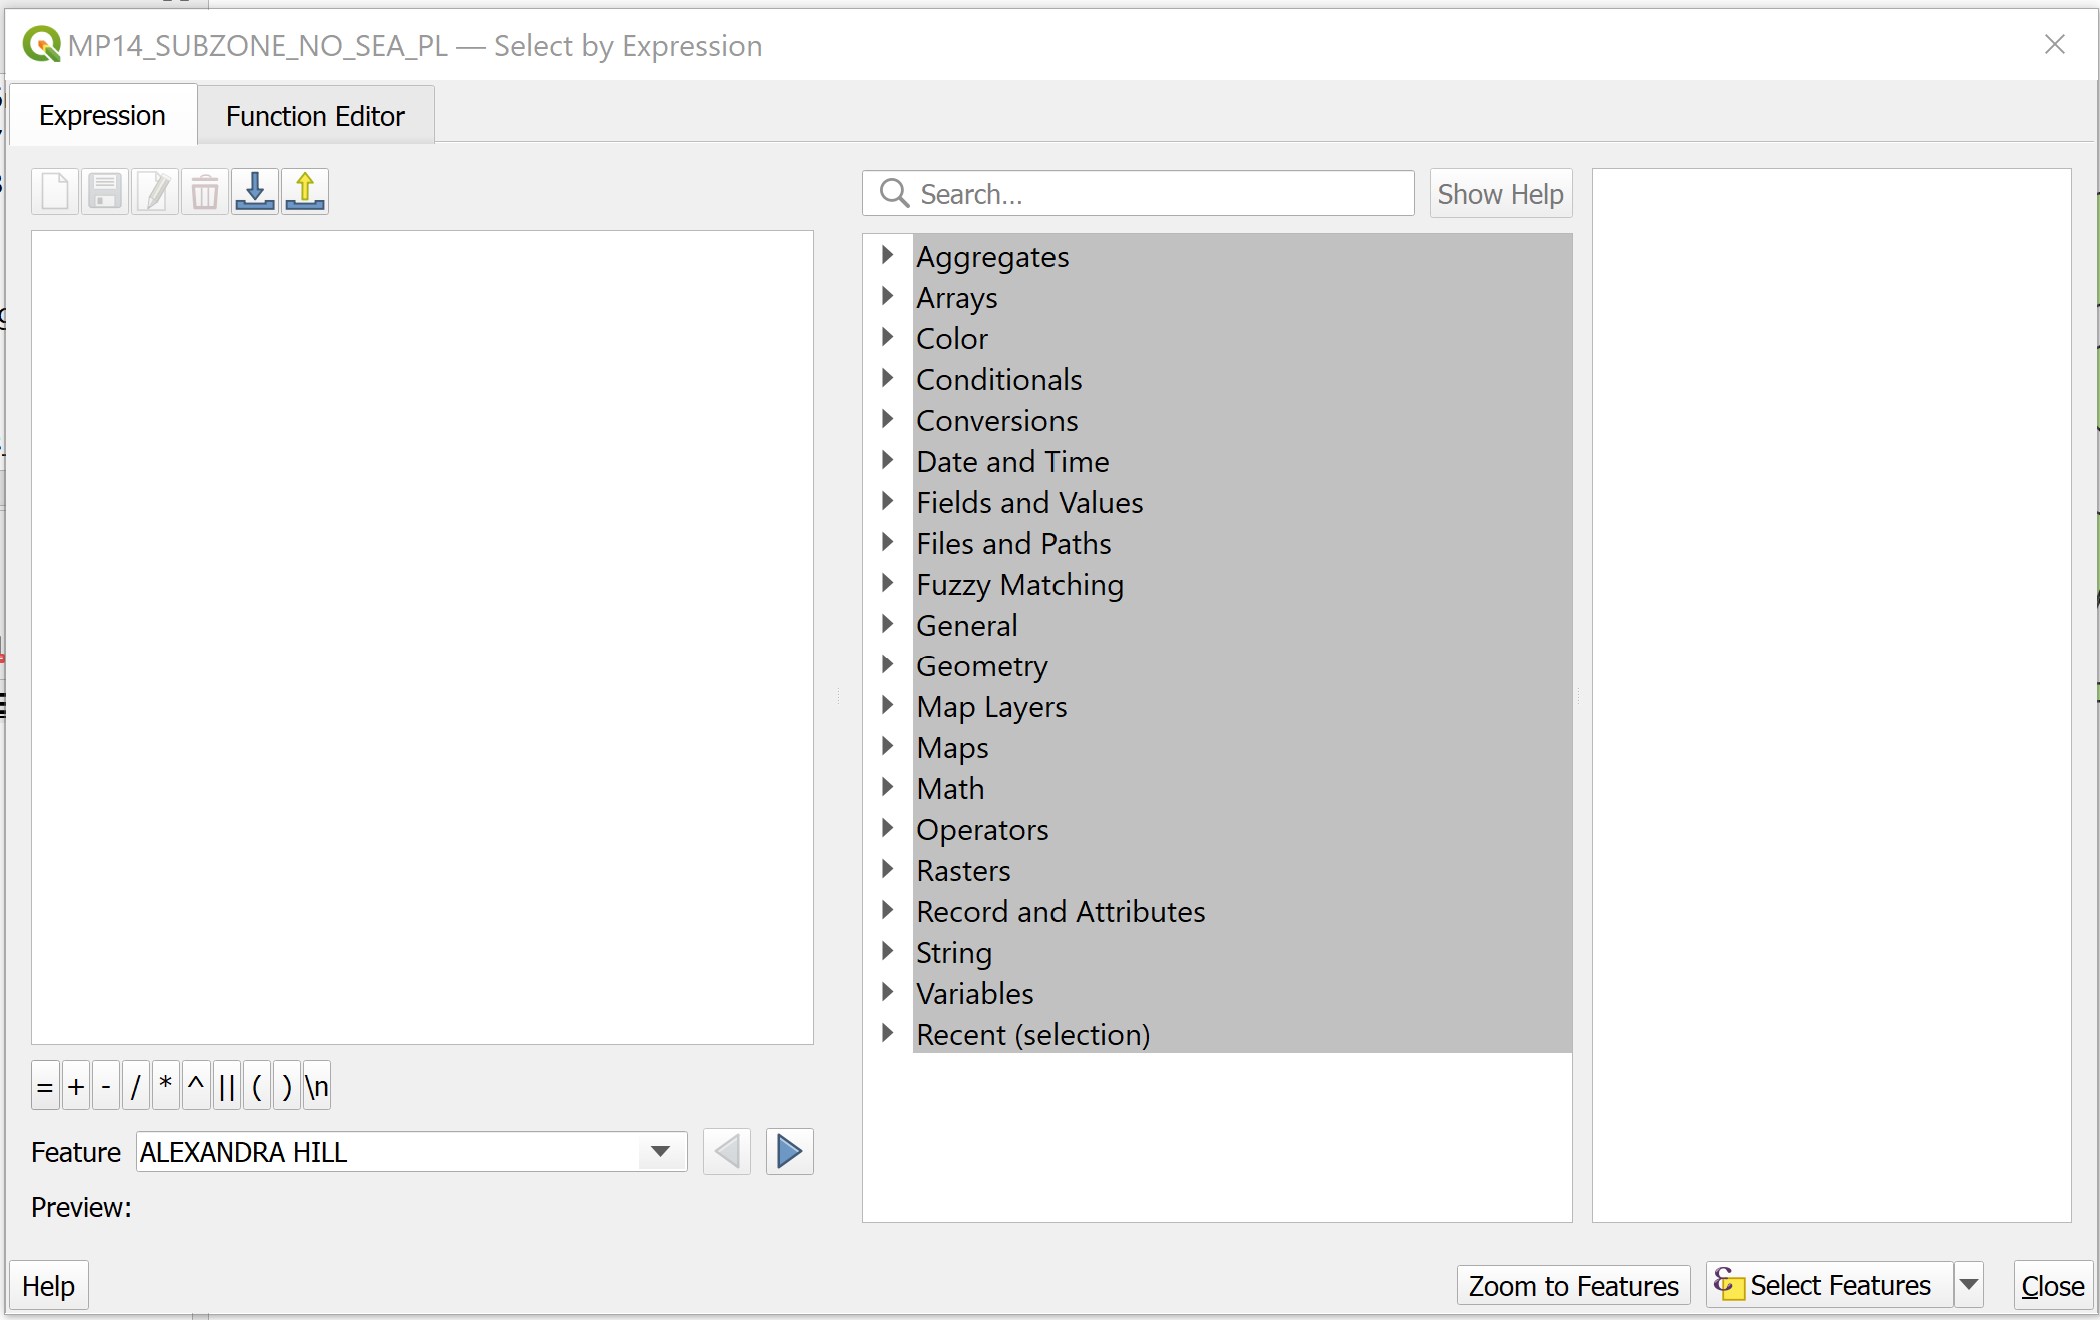 MP14_SUBZONE_NO_SEA_PL — Select by Expression
Expression
Function Editor
Search...
Show Help
Aggregates
Arrays
Color
Conditionals
Conversions
Date and Time
Fields and Values
Files and Paths
Fuzzy Matching
General
Geometry
Map Layers
Maps
Math
Operators
Rasters
Record and Attributes
String
Variables
Recent (selection)
= + - / * ^ || ( ) \n
Feature ALEXANDRA HILL
Preview:
Help
Zoom to Features
Select Features
Close